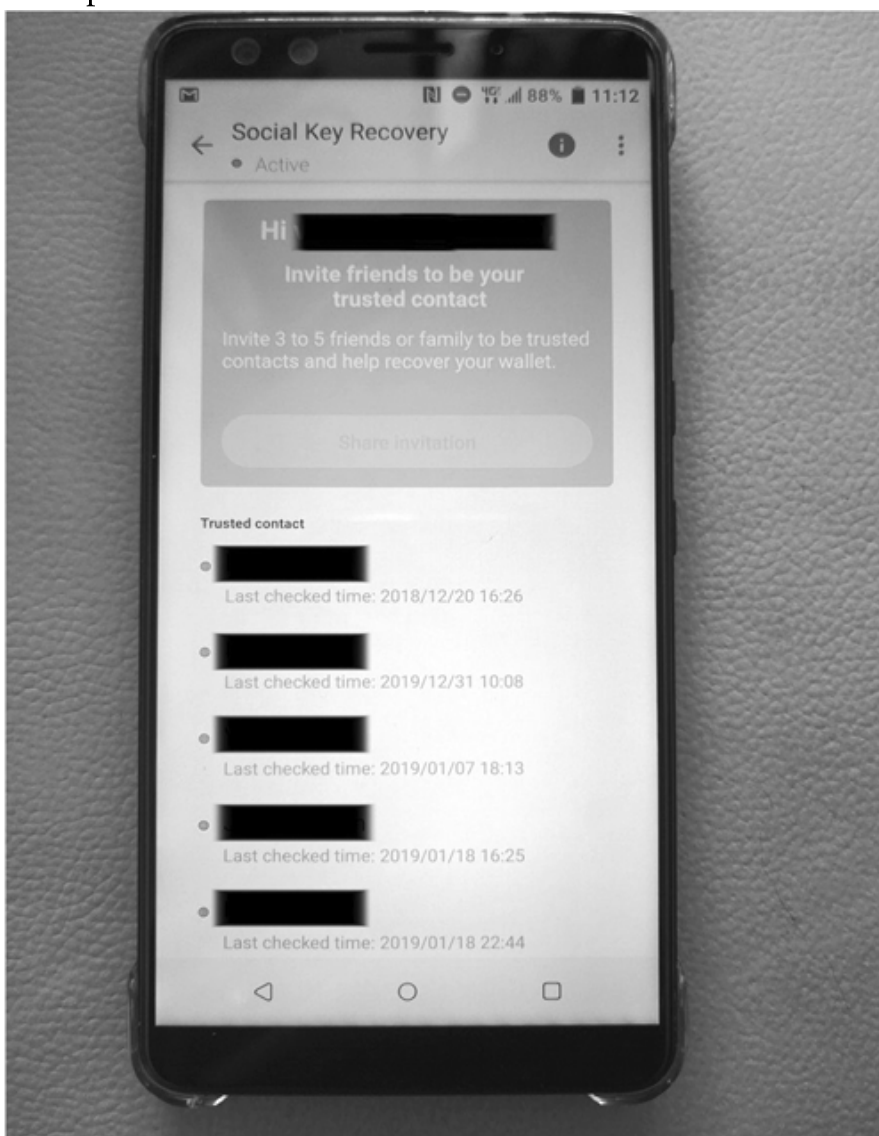 88% 11:12
Social Key Recovery
Active
Hi
Invite friends to be your
trusted contact
Invite 3 to 5 friends or family to be trusted
contacts and help recover your wallet.
Share invitation
Trusted contact
Last checked time: 2018/12/20 16:26
Last checked time: 2019/12/31 10:08
Last checked time: 2019/01/07 18:13
Last checked time: 2019/01/18 16:25
Last checked time: 2019/01/18 22:44